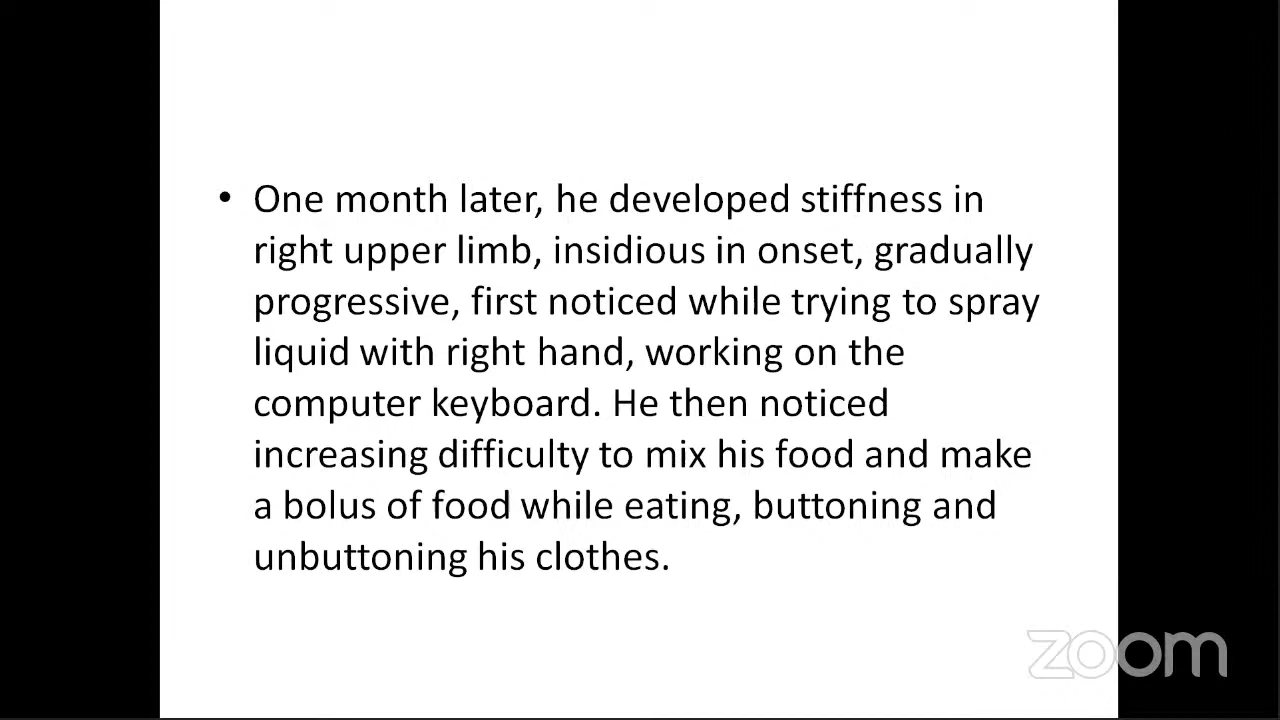 • One month later, he developed stiffness in
right upper limb, insidious in onset, gradually
progressive, first noticed while trying to spray
liquid with right hand, working on the
computer keyboard. He then noticed
increasing difficulty to mix his food and make
a bolus of food while eating, buttoning and
unbuttoning his clothes.
zoom